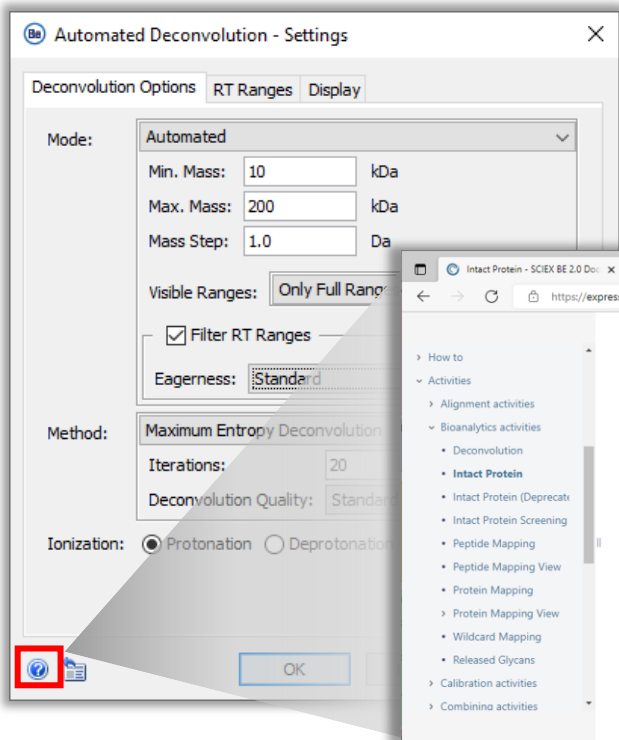 Be Automated Deconvolution - Settings
Deconvolution Options RT Ranges Display
Mode: Automated
Min. Mass: 10 kDa
Max. Mass: 200 kDa
Mass Step: 1.0 Da
Visible Ranges: Only Full Range
Filter RT Ranges
Eagerness: Standard
Method: Maximum Entropy Deconvolution
Iterations: 20
Deconvolution Quality: Standard
Ionization: Protonation Deprotonation
OK
Intact Protein - SCIEX BE 2.0 Doc
https://express
How to
Activities
Alignment activities
Bioanalytics activities
Deconvolution
Intact Protein
Intact Protein (Deprecate
Intact Protein Screening
Peptide Mapping
Peptide Mapping View
Protein Mapping
Protein Mapping View
Wildcard Mapping
Released Glycans
Calibration activities
Combining activities